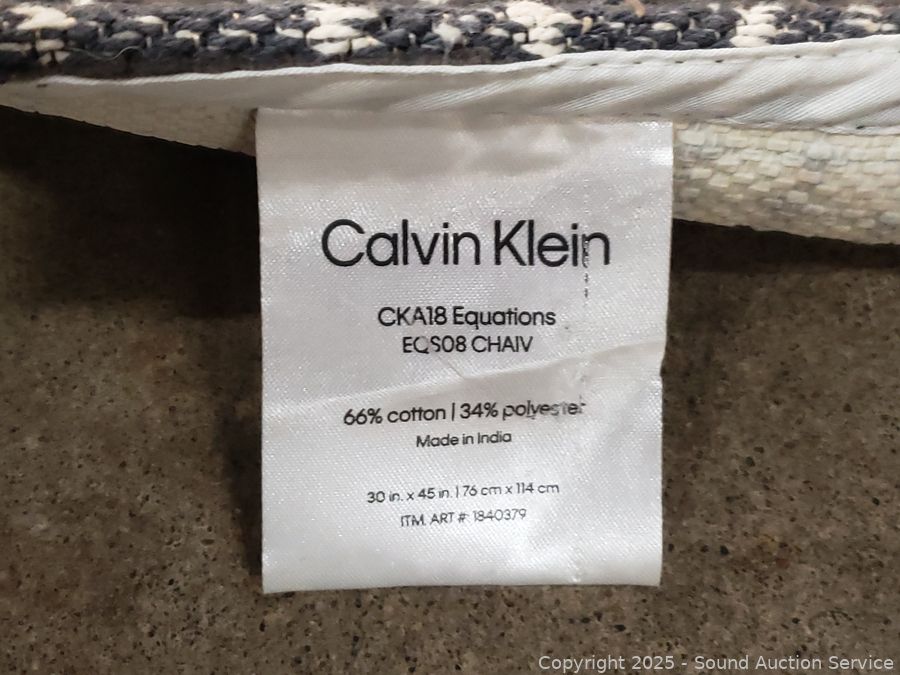 Calvin Klein
CKA18 Equations
EQS08 CHAIV
66% cotton | 34% polyester
Made in India
30 in. x 45 in. | 76 cm x 114 cm
ITM. ART #: 1840379
Copyright 2025 - Sound Auction Service